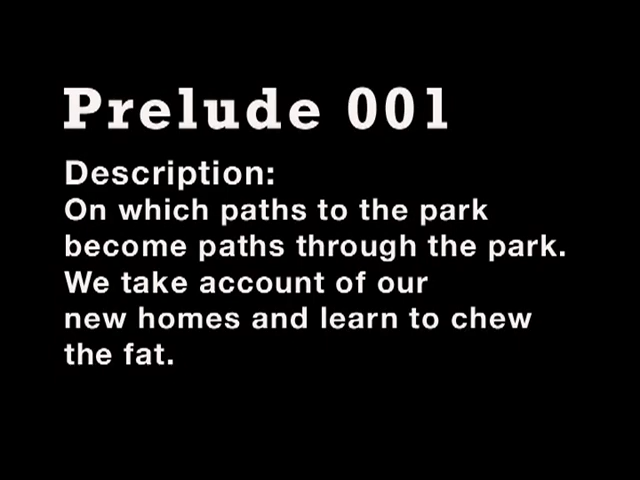 Prelude 001
Description:
On which paths to the park
become paths through the park.
We take account of our
new homes and learn to chew
the fat.